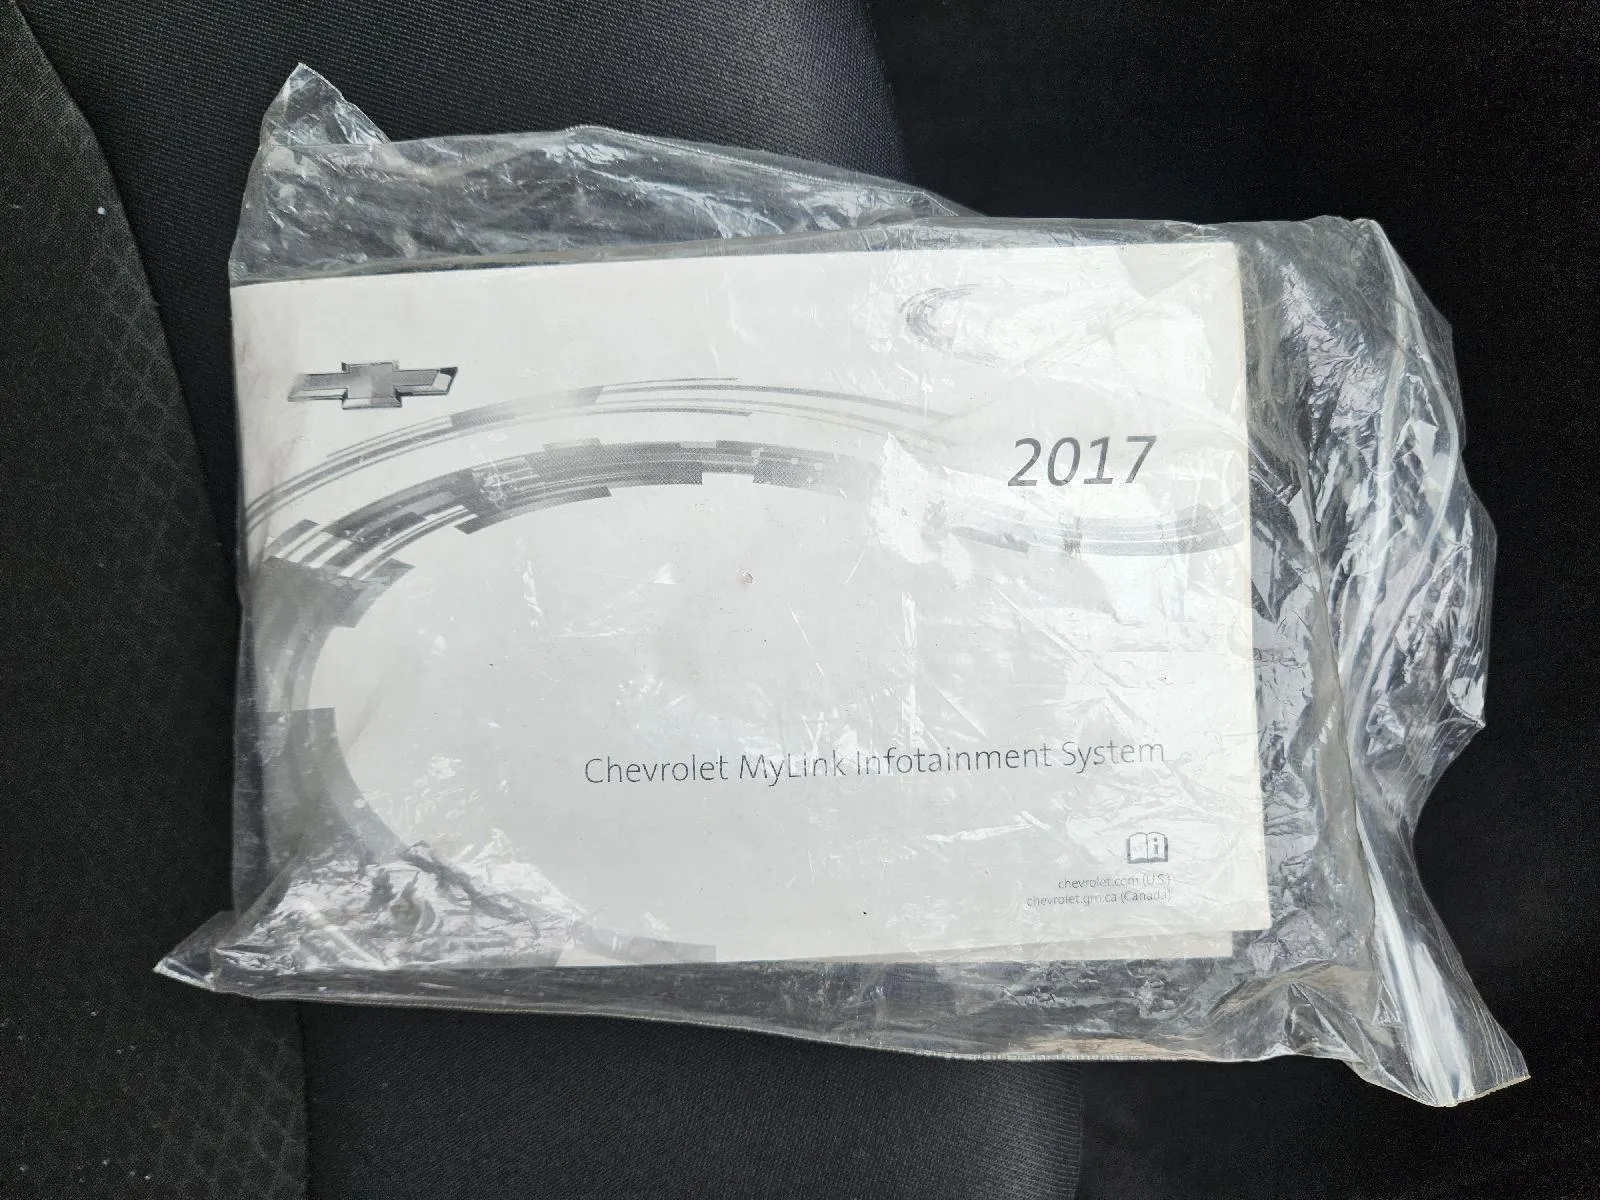 2017
Chevrolet MyLink Infotainment System
i
chevrolet.com (U.S.)
chevrolet.gm.ca (Canada)